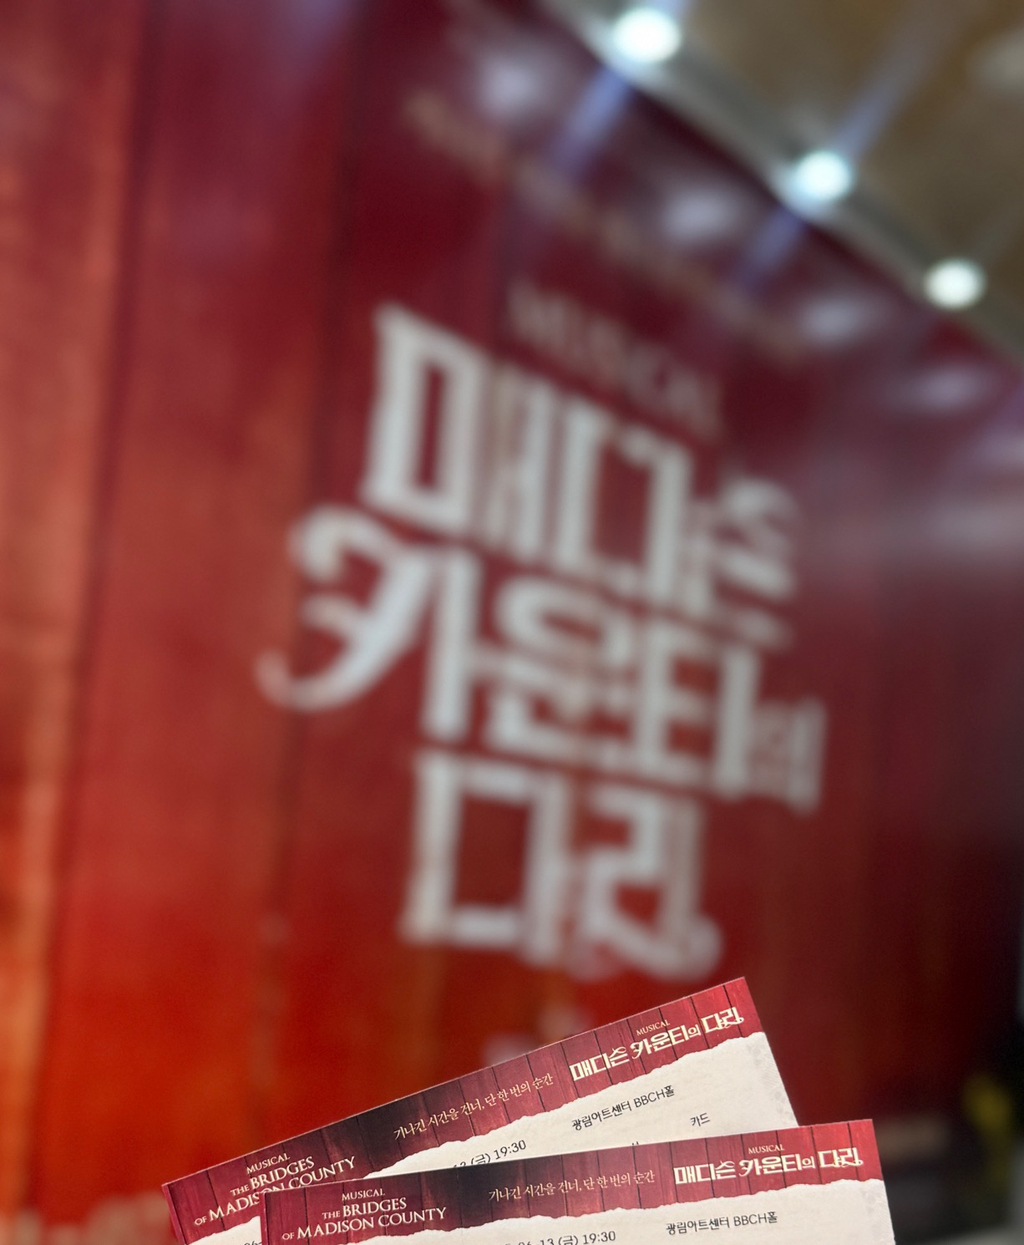 MUSICAL
매디슨
카운티의
다리
MUSICAL
THE BRIDGES
OF MADISON COUNTY
기나긴 시간을 건너, 단 한 번의 순간
MUSICAL
매디슨 카운티의 다리
(금) 19:30
광림아트센터 BBCH홀
카드
MUSICAL
THE BRIDGES
OF MADISON COUNTY
기나긴 시간을 건너, 단 한 번의 순간
MUSICAL
매디슨 카운티의 다리
13 (금) 19:30
광림아트센터 BBCH홀